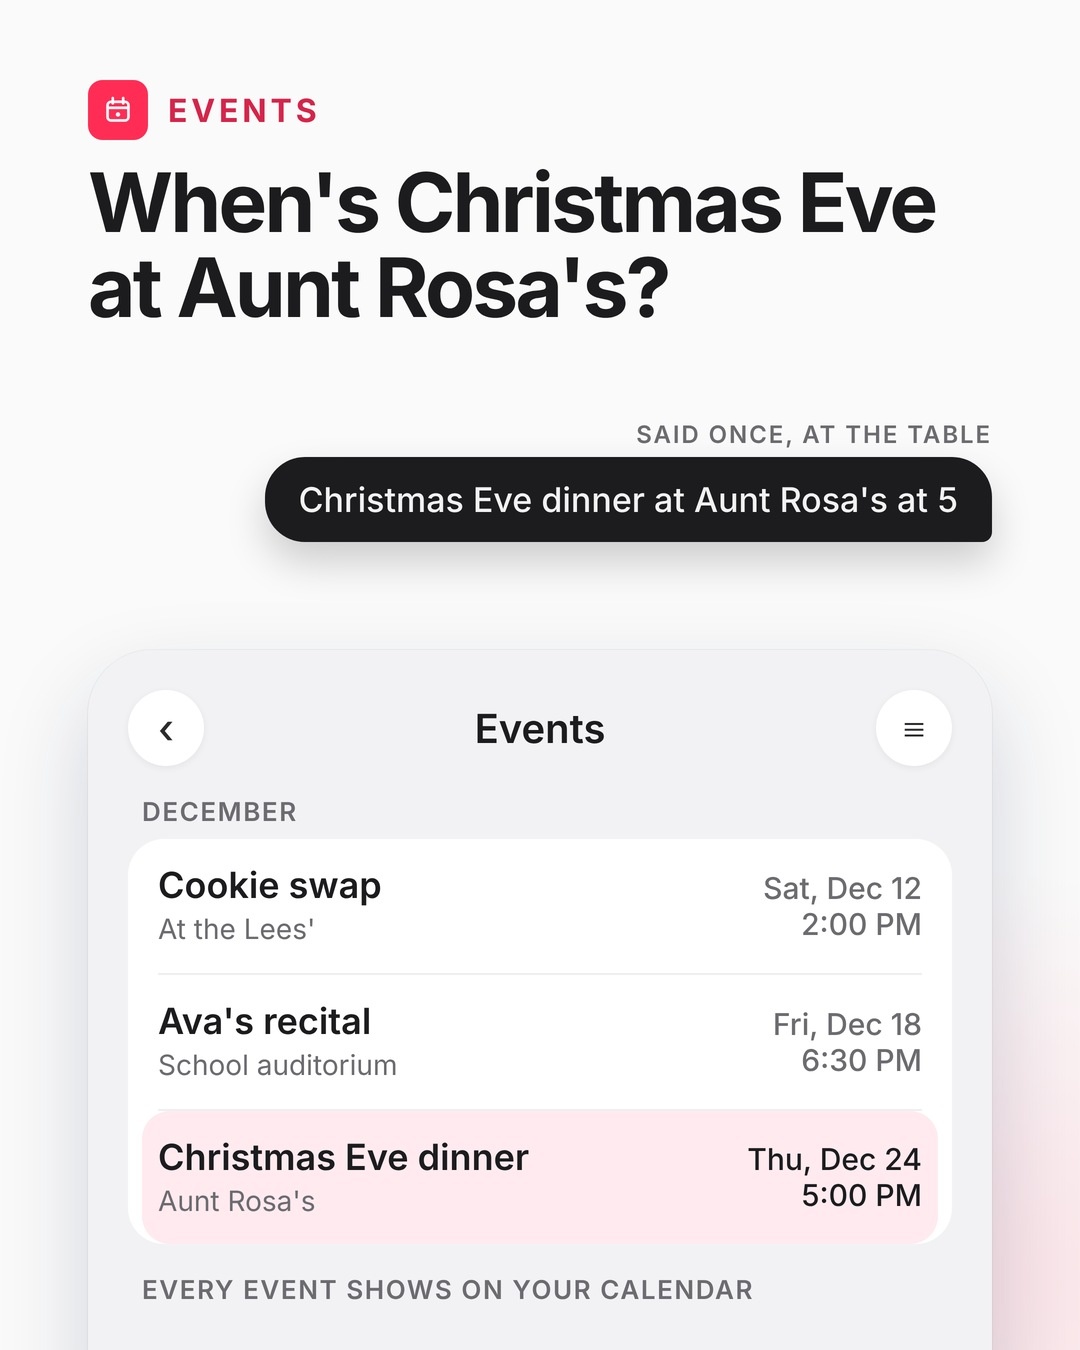 EVENTS
When's Christmas Eve
at Aunt Rosa's?
SAID ONCE, AT THE TABLE
Christmas Eve dinner at Aunt Rosa's at 5
Events
DECEMBER
Cookie swap
Sat, Dec 12
At the Lees'
2:00 PM
Ava's recital
Fri, Dec 18
School auditorium
6:30 PM
Christmas Eve dinner
Thu, Dec 24
Aunt Rosa's
5:00 PM
EVERY EVENT SHOWS ON YOUR CALENDAR